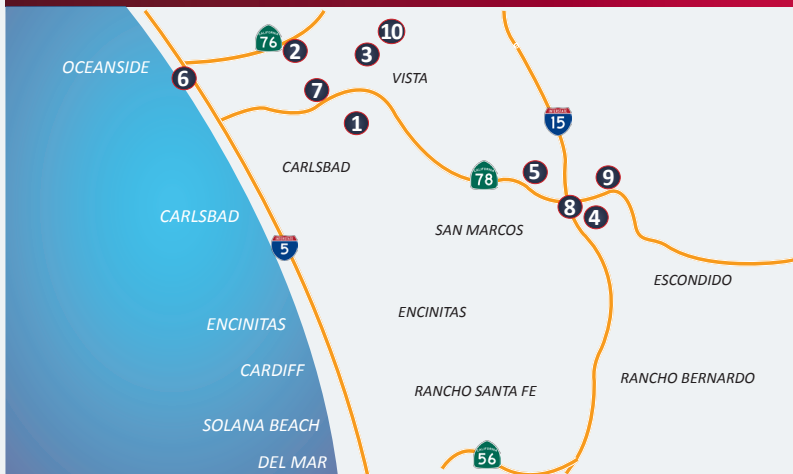 10
76
2
3
OCEANSIDE
6
VISTA
7
1
15
CARLSBAD
5
78
9
8
4
CARLSBAD
SAN MARCOS
5
ESCONDIDO
ENCINITAS
ENCINITAS
CARDIFF
RANCHO BERNARDO
RANCHO SANTA FE
SOLANA BEACH
56
DEL MAR